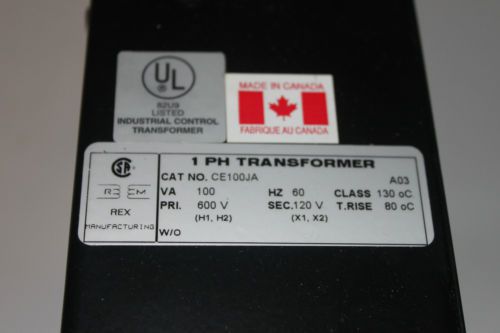 UL
82U9
LISTED
INDUSTRIAL CONTROL
TRANSFORMER
MADE IN CANADA
FABRIQUE AU CANADA
1 PH TRANSFORMER
CAT NO. CE100JA A03
VA 100 HZ 60 CLASS 130 oC
PRI. 600 V SEC. 120 V T.RISE 80 oC
(H1, H2) (X1, X2)
W/O
REX
MANUFACTURING